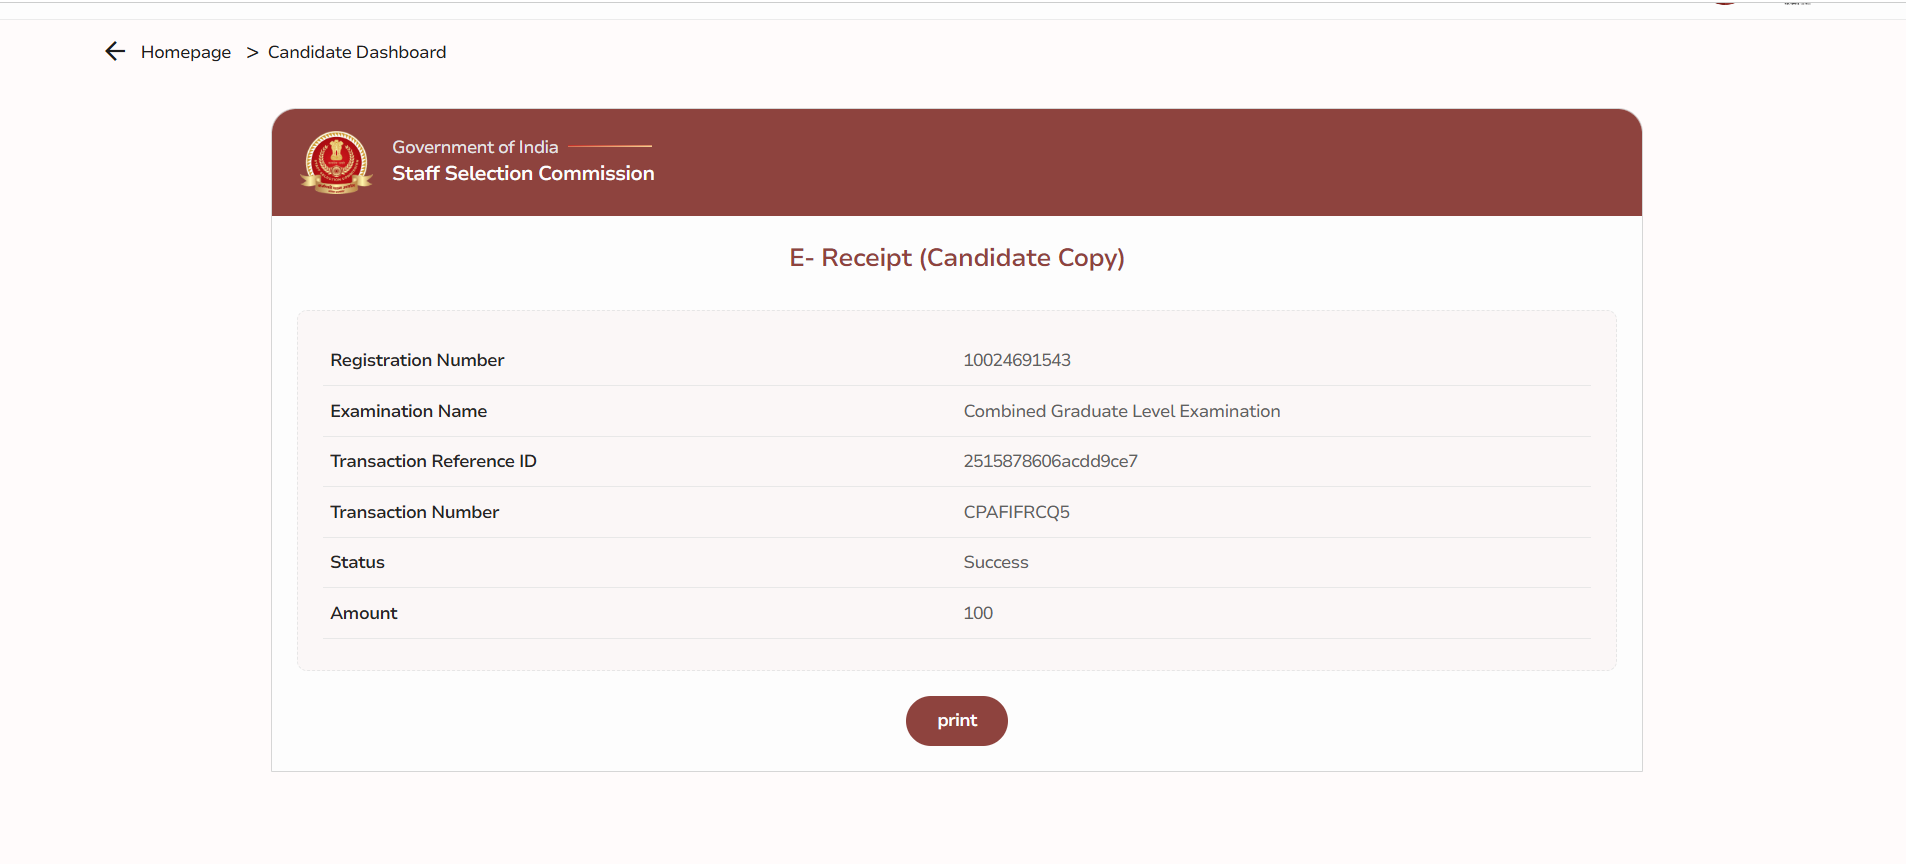 Homepage > Candidate Dashboard
Government of India
Staff Selection Commission
E- Receipt (Candidate Copy)
Registration Number 10024691543
Examination Name Combined Graduate Level Examination
Transaction Reference ID 2515878606acdd9ce7
Transaction Number CPAFIFRCQ5
Status Success
Amount 100
print